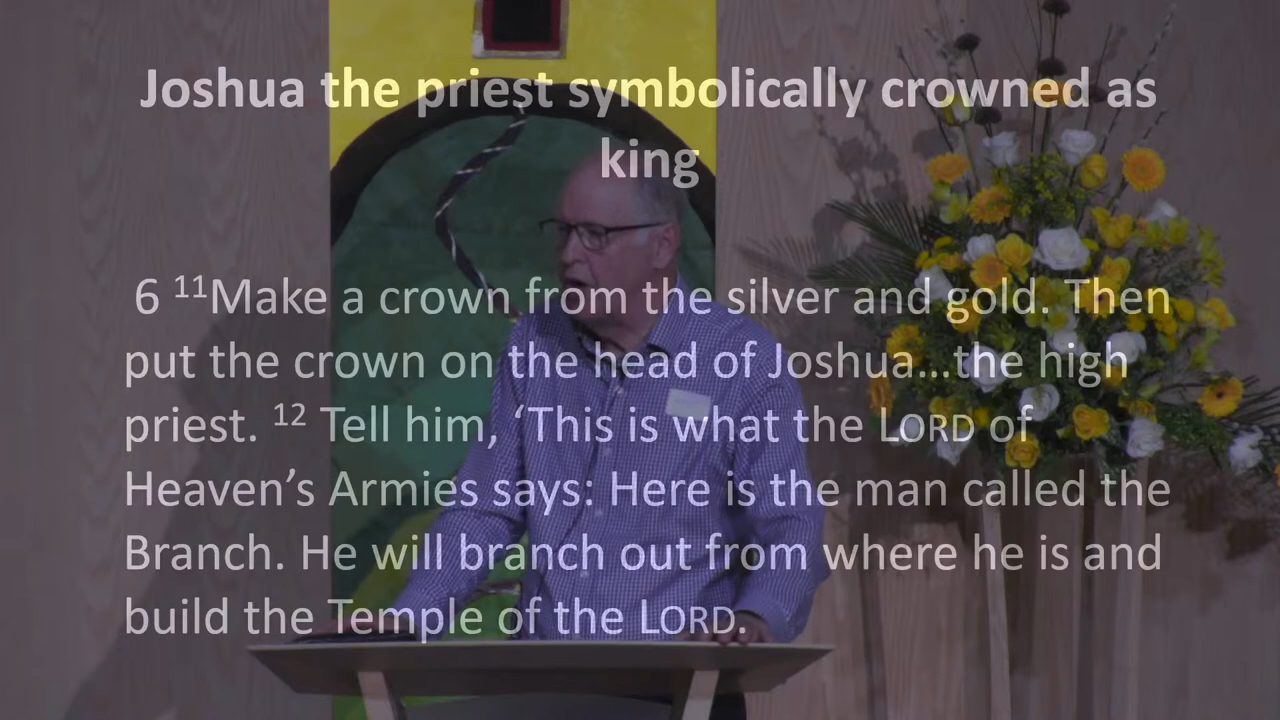 Joshua the priest symbolically crowned as
king
6 ¹¹Make a crown from the silver and gold. Then
put the crown on the head of Joshua…the high
priest. ¹² Tell him, ‘This is what the LORD of
Heaven’s Armies says: Here is the man called the
Branch. He will branch out from where he is and
build the Temple of the LORD.